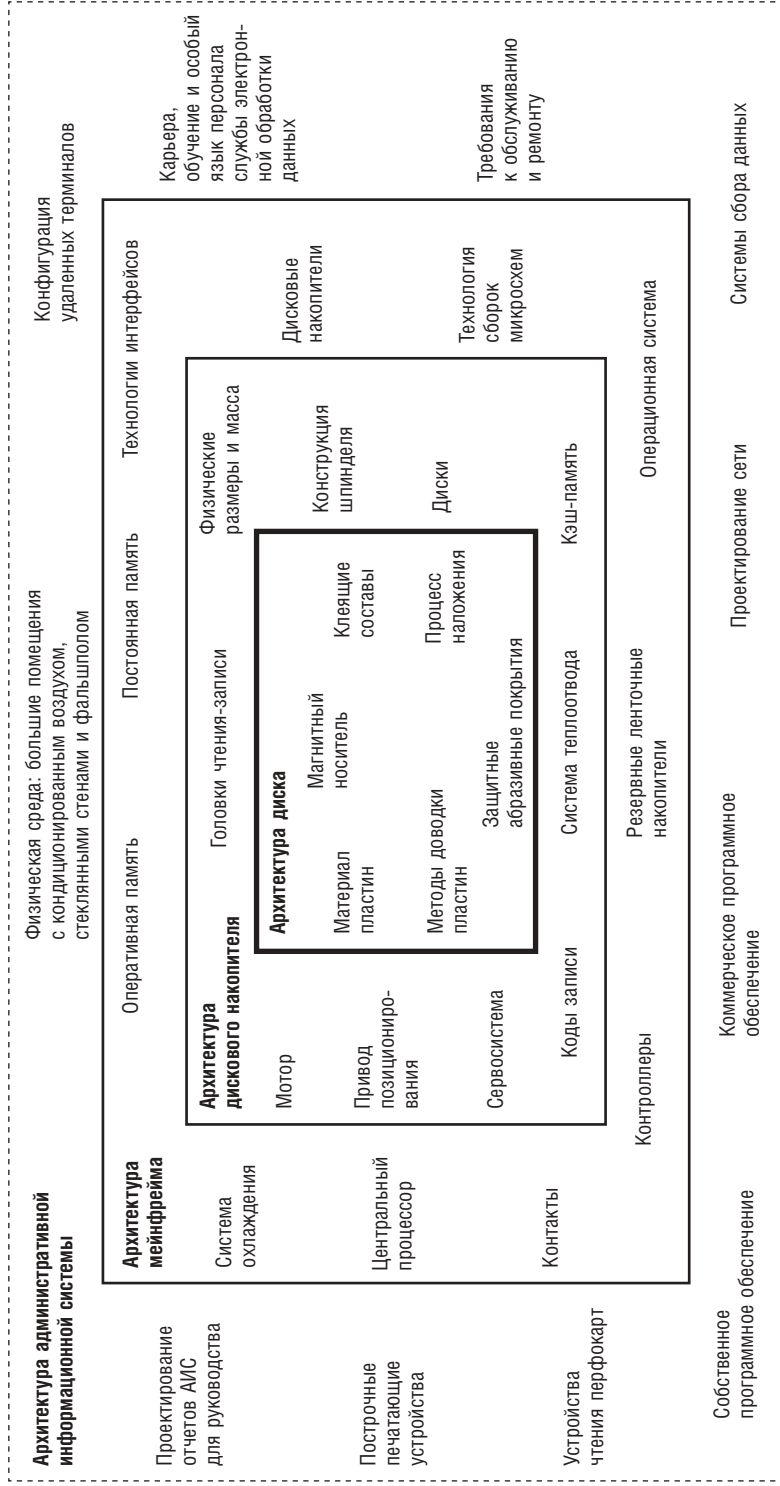 Архитектура административной
информационной системы
Физическая среда: большие помещения
с кондиционированным воздухом,
стеклянными стенами и фальшполом
Конфигурация
удаленных терминалов
Проектирование
отчетов АИС
для руководства
Построчные
печатающие
устройства
Устройства
чтения перфокарт
Карьера,
обучение и особый
язык персонала
службы электрон-
ной обработки
данных
Требования
к обслуживанию
и ремонту
Собственное
программное обеспечение
Коммерческое программное
обеспечение
Проектирование сети
Системы сбора данных
Архитектура
мейнфрейма
Оперативная память
Постоянная память
Технологии интерфейсов
Система
охлаждения
Центральный
процессор
Контакты
Дисковые
накопители
Технология
сборок
микросхем
Контроллеры
Резервные ленточные
накопители
Операционная система
Архитектура
дискового накопителя
Головки чтения-записи
Физические
размеры и масса
Мотор
Привод
позициониро-
вания
Сервосистема
Конструкция
шпинделя
Диски
Коды записи
Система теплоотвода
Кэш-память
Архитектура диска
Материал
пластин
Магнитный
носитель
Клеящие
составы
Методы доводки
пластин
Защитные
абразивные покрытия
Процесс
наложения